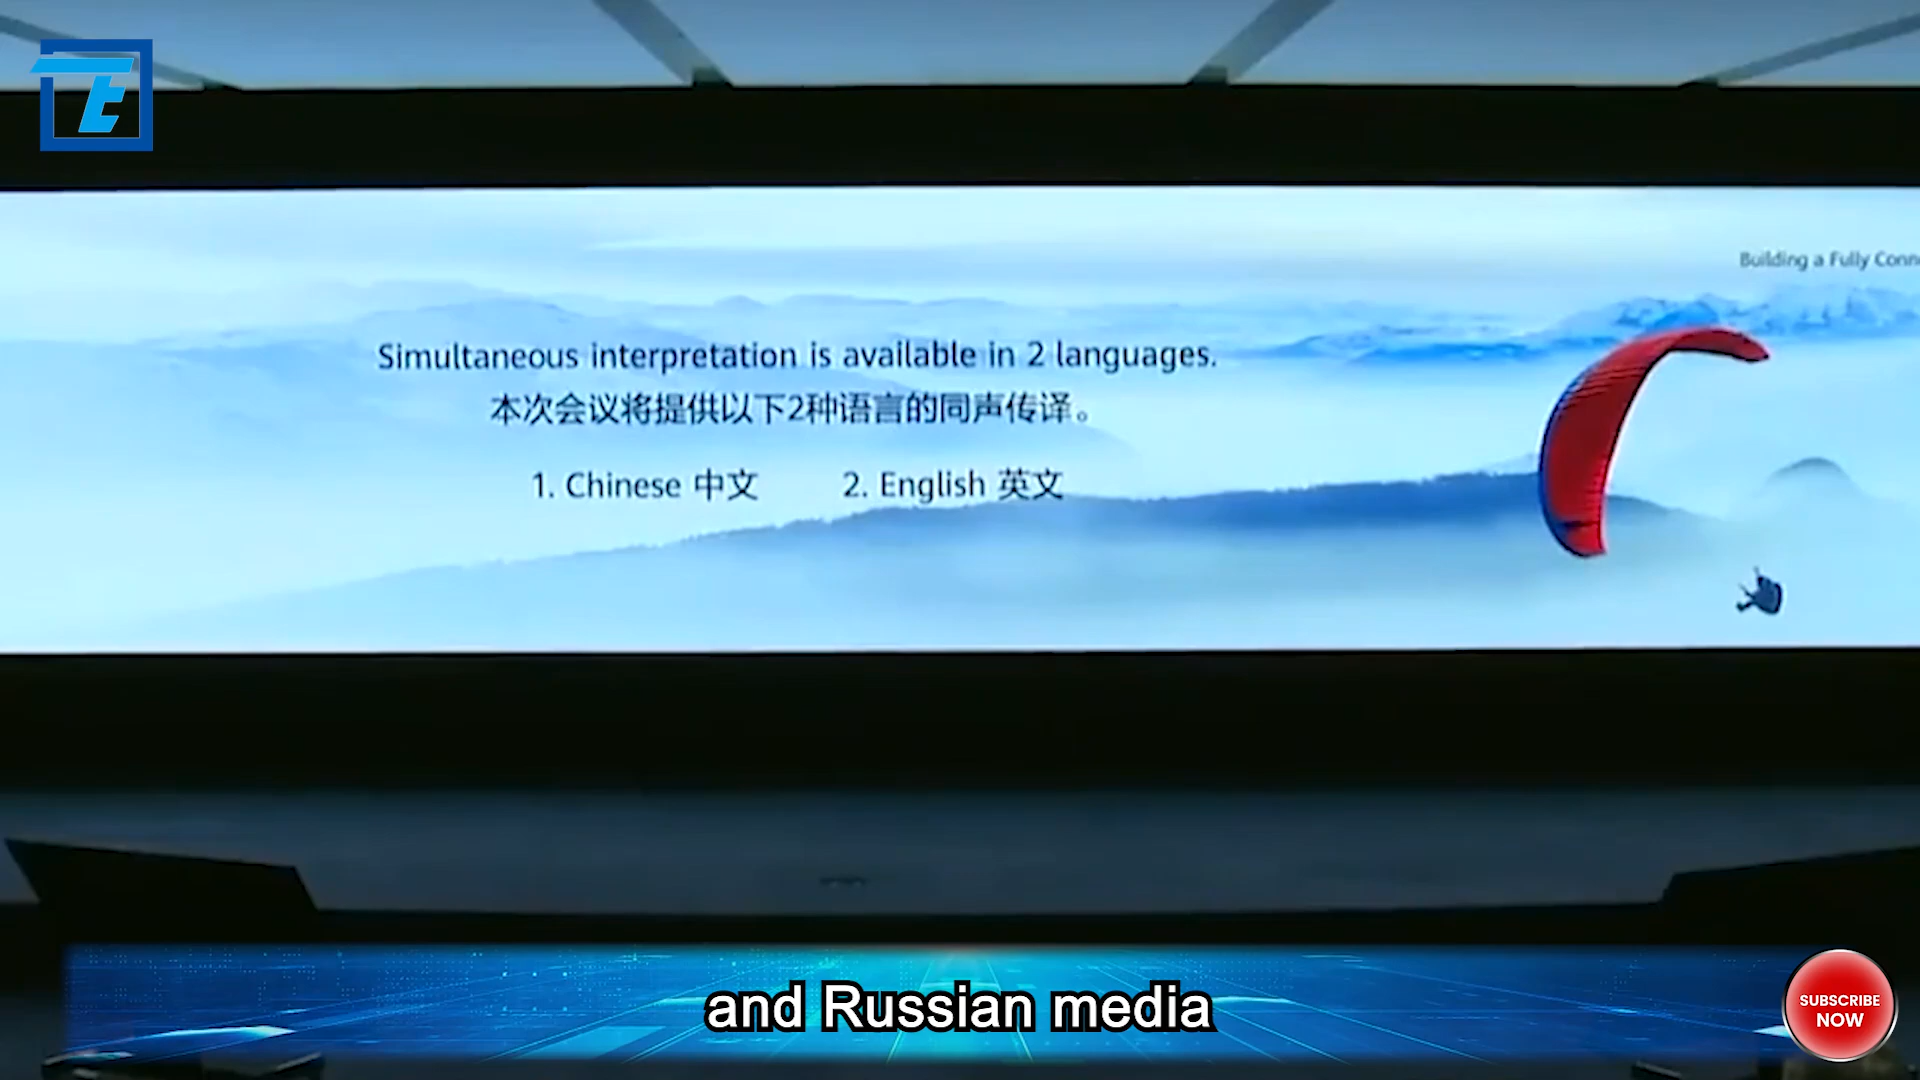 TE
Building a Fully Conn
Simultaneous interpretation is available in 2 languages.
本次会议将提供以下2种语言的同声传译。
1. Chinese 中文 2. English 英文
and Russian media
SUBSCRIBE
NOW